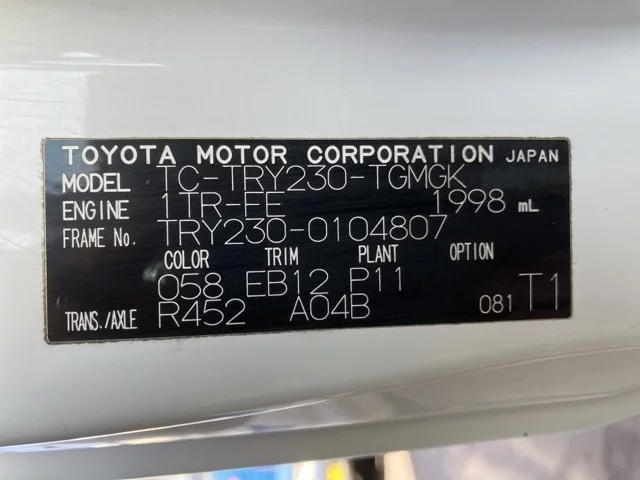 TOYOTA MOTOR CORPORATION JAPAN
MODEL TC-TRY230-TGMGK
ENGINE 1TR-FE 1998 mL
FRAME No. TRY230-0104807
COLOR TRIM PLANT OPTION
058 EB12 P11
TRANS./AXLE R452 A04B 081 T1